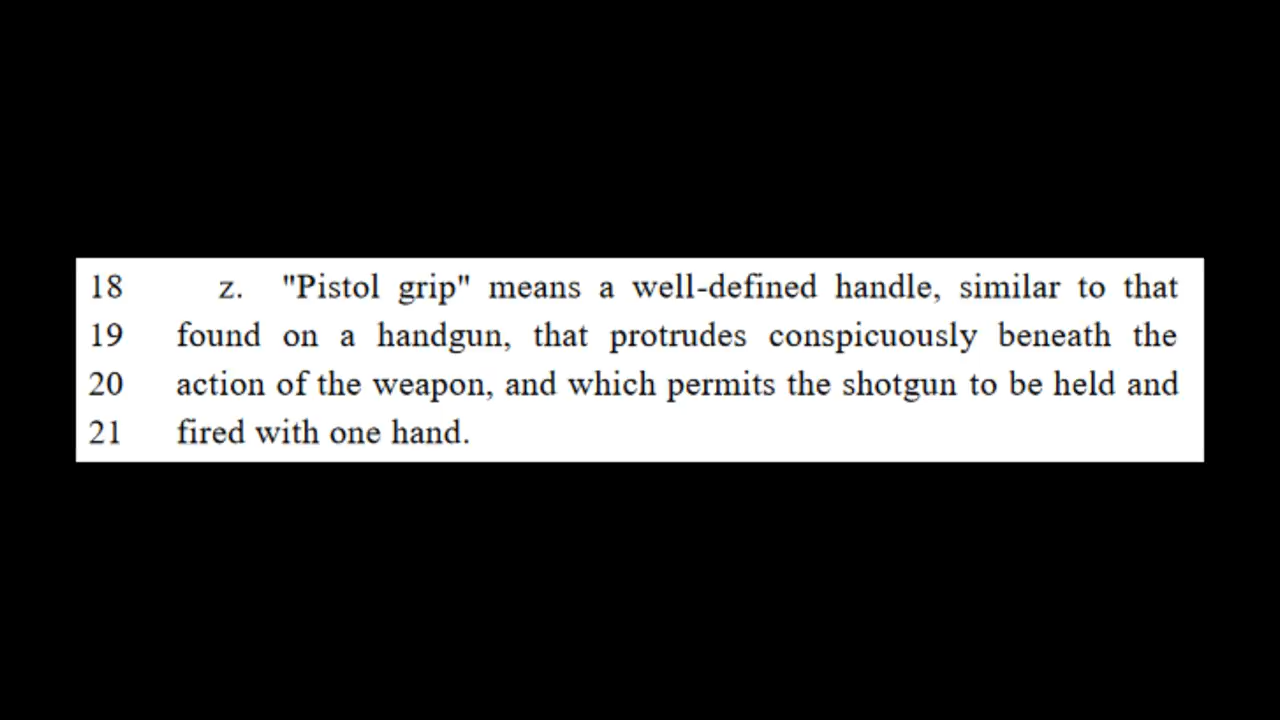 18 z. "Pistol grip" means a well-defined handle, similar to that
19 found on a handgun, that protrudes conspicuously beneath the
20 action of the weapon, and which permits the shotgun to be held and
21 fired with one hand.